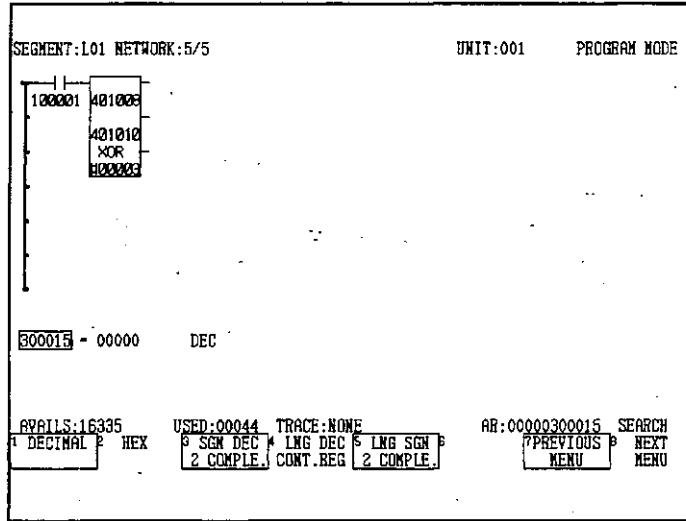 SEGMENT:L01 NETWORK:5/5 UNIT:001 PROGRAM MODE
100001 401008
401010
XOR
#00003
300015 = 00000 DEC
AVAILS:16335 USED:00044 TRACE:NONE AR:00000300015 SEARCH
1 DECIMAL 2 HEX 3 SGN DEC 4 LNG DEC 5 LNG SGN 6 7 PREVIOUS 8 NEXT
2 COMPLE. CONT.REG 2 COMPLE. MENU MENU